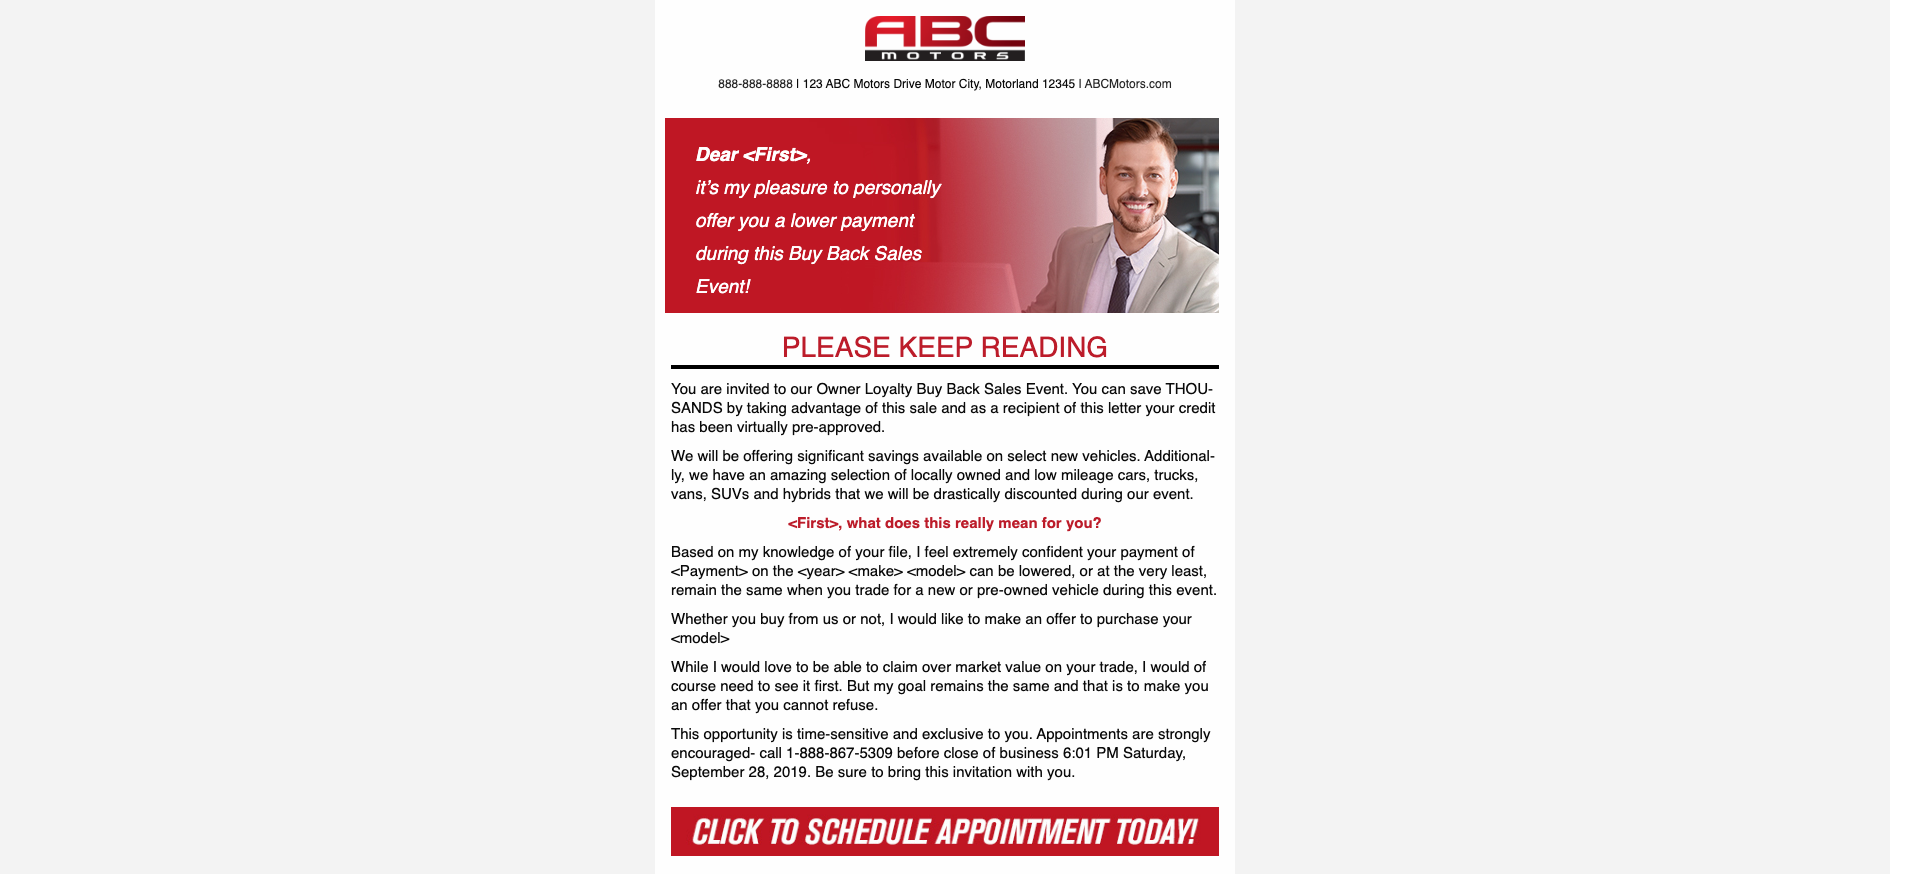 ABC
MOTORS
888-888-8888 | 123 ABC Motors Drive Motor City, Motorland 12345 | ABCMotors.com
Dear <First>,
it's my pleasure to personally
offer you a lower payment
during this Buy Back Sales
Event!
PLEASE KEEP READING
You are invited to our Owner Loyalty Buy Back Sales Event. You can save THOU-
SANDS by taking advantage of this sale and as a recipient of this letter your credit
has been virtually pre-approved.
We will be offering significant savings available on select new vehicles. Additional-
ly, we have an amazing selection of locally owned and low mileage cars, trucks,
vans, SUVs and hybrids that we will be drastically discounted during our event.
<First>, what does this really mean for you?
Based on my knowledge of your file, I feel extremely confident your payment of
<Payment> on the <year> <make> <model> can be lowered, or at the very least,
remain the same when you trade for a new or pre-owned vehicle during this event.
Whether you buy from us or not, I would like to make an offer to purchase your
<model>
While I would love to be able to claim over market value on your trade, I would of
course need to see it first. But my goal remains the same and that is to make you
an offer that you cannot refuse.
This opportunity is time-sensitive and exclusive to you. Appointments are strongly
encouraged- call 1-888-867-5309 before close of business 6:01 PM Saturday,
September 28, 2019. Be sure to bring this invitation with you.
CLICK TO SCHEDULE APPOINTMENT TODAY!